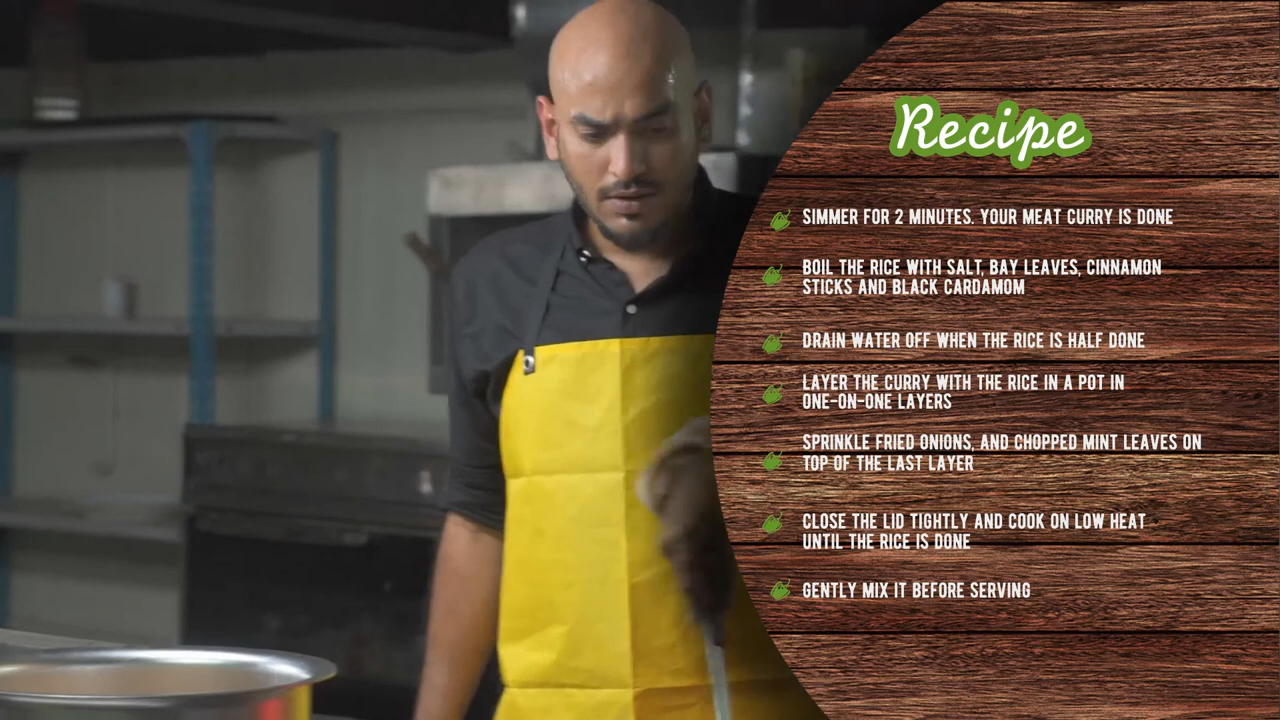 Recipe
SIMMER FOR 2 MINUTES. YOUR MEAT CURRY IS DONE
BOIL THE RICE WITH SALT, BAY LEAVES, CINNAMON
STICKS AND BLACK CARDAMOM
DRAIN WATER OFF WHEN THE RICE IS HALF DONE
LAYER THE CURRY WITH THE RICE IN A POT IN
ONE-ON-ONE LAYERS
SPRINKLE FRIED ONIONS, AND CHOPPED MINT LEAVES ON
TOP OF THE LAST LAYER
CLOSE THE LID TIGHTLY AND COOK ON LOW HEAT
UNTIL THE RICE IS DONE
GENTLY MIX IT BEFORE SERVING